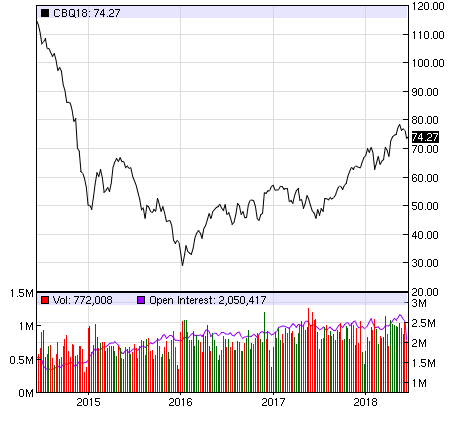 CBQ18: 74.27
120.00
110.00
100.00
90.00
80.00
74.27
70.00
60.00
50.00
40.00
30.00
20.00
1.5M
Vol: 772,008 Open Interest: 2,050,417
3M
1M
2.5M
2M
0.5M
1.5M
1M
0M
2015 2016 2017 2018